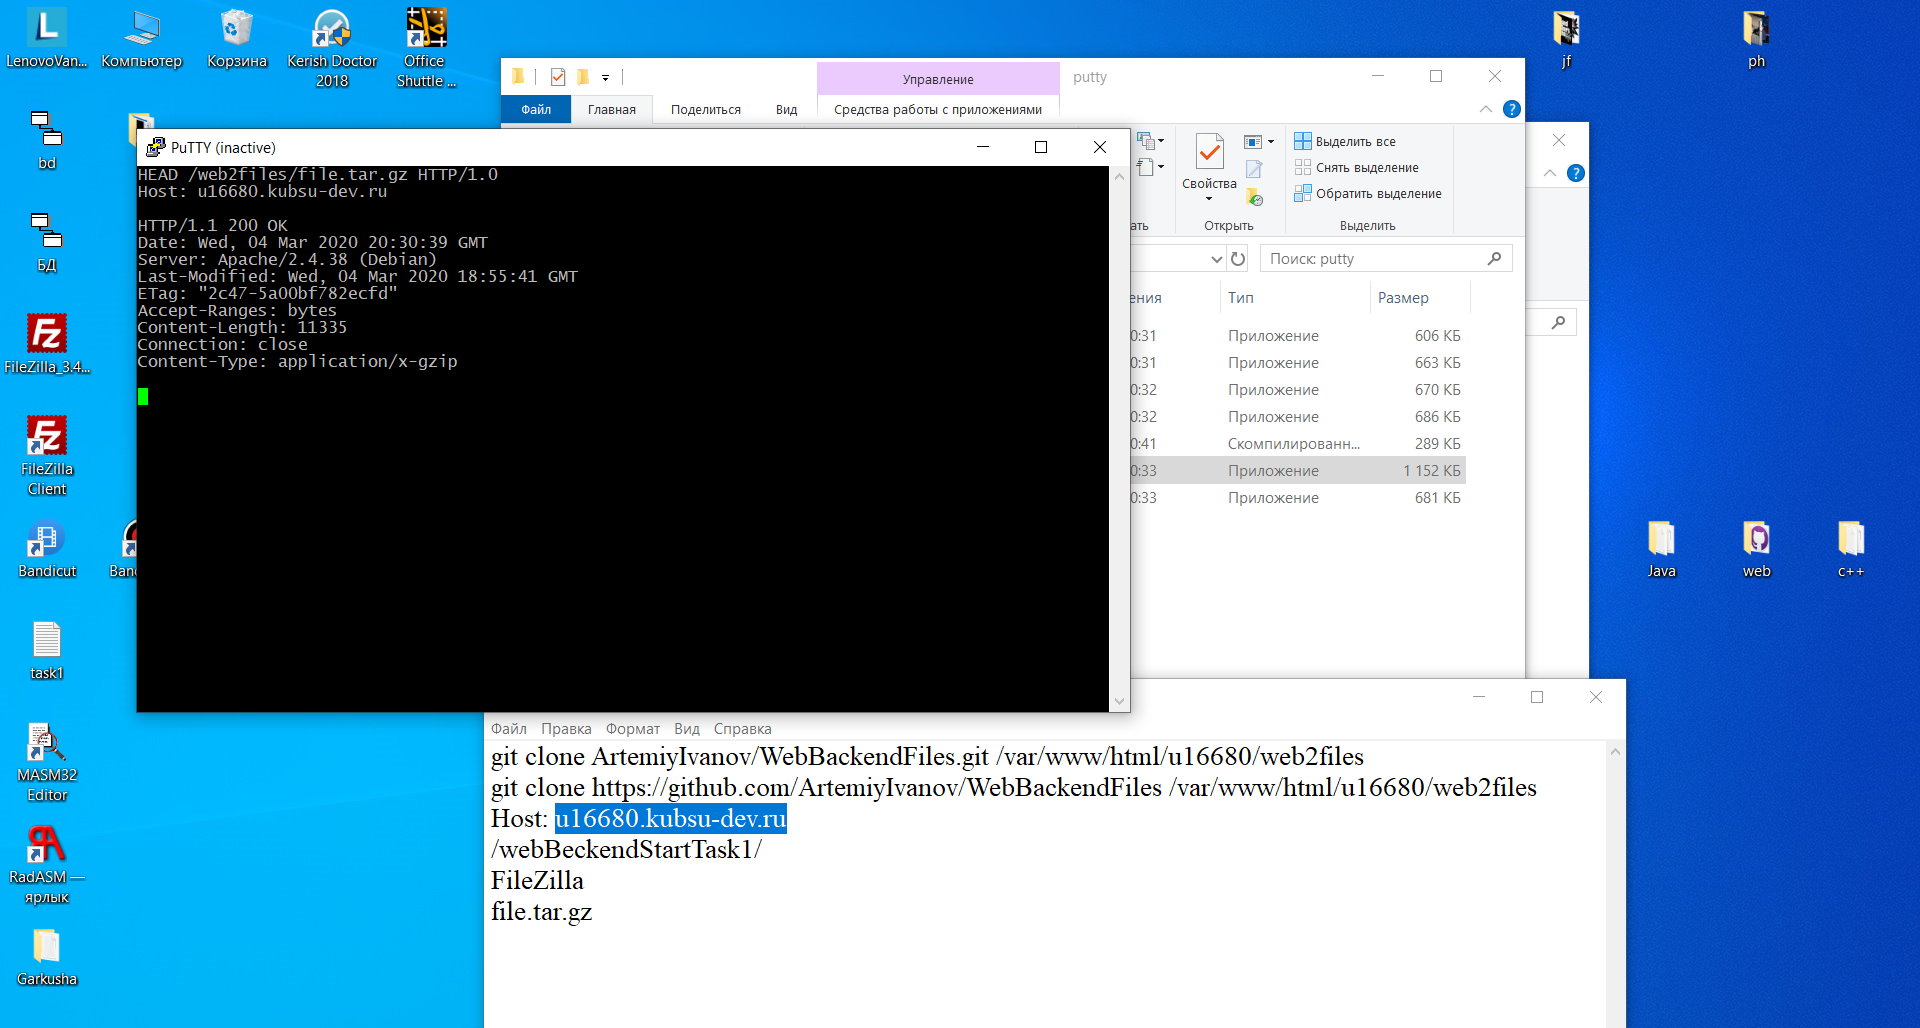 LenovoVan...
Компьютер
Корзина
Kerish Doctor
2018
Office
Shuttle ...
jf
ph
bd
БД
FileZilla_3.4...
FileZilla
Client
Bandicut
task1
MASM32
Editor
RadASM —
ярлык
Garkusha
Java
web
c++
Управление
putty
Файл
Главная
Поделиться
Вид
Средства работы с приложениями
Свойства
Открыть
Выделить все
Снять выделение
Обратить выделение
Выделить
Поиск: putty
Тип
Размер
0:31 Приложение 606 КБ
0:31 Приложение 663 КБ
0:32 Приложение 670 КБ
0:32 Приложение 686 КБ
0:41 Скомпилированн... 289 КБ
0:33 Приложение 1 152 КБ
0:33 Приложение 681 КБ
PuTTY (inactive)
HEAD /web2files/file.tar.gz HTTP/1.0
Host: u16680.kubsu-dev.ru
HTTP/1.1 200 OK
Date: Wed, 04 Mar 2020 20:30:39 GMT
Server: Apache/2.4.38 (Debian)
Last-Modified: Wed, 04 Mar 2020 18:55:41 GMT
ETag: "2c47-5a00bf782ecfd"
Accept-Ranges: bytes
Content-Length: 11335
Connection: close
Content-Type: application/x-gzip
Файл Правка Формат Вид Справка
git clone ArtemiyIvanov/WebBackendFiles.git /var/www/html/u16680/web2files
git clone https://github.com/ArtemiyIvanov/WebBackendFiles /var/www/html/u16680/web2files
Host: u16680.kubsu-dev.ru
/webBeckendStartTask1/
FileZilla
file.tar.gz